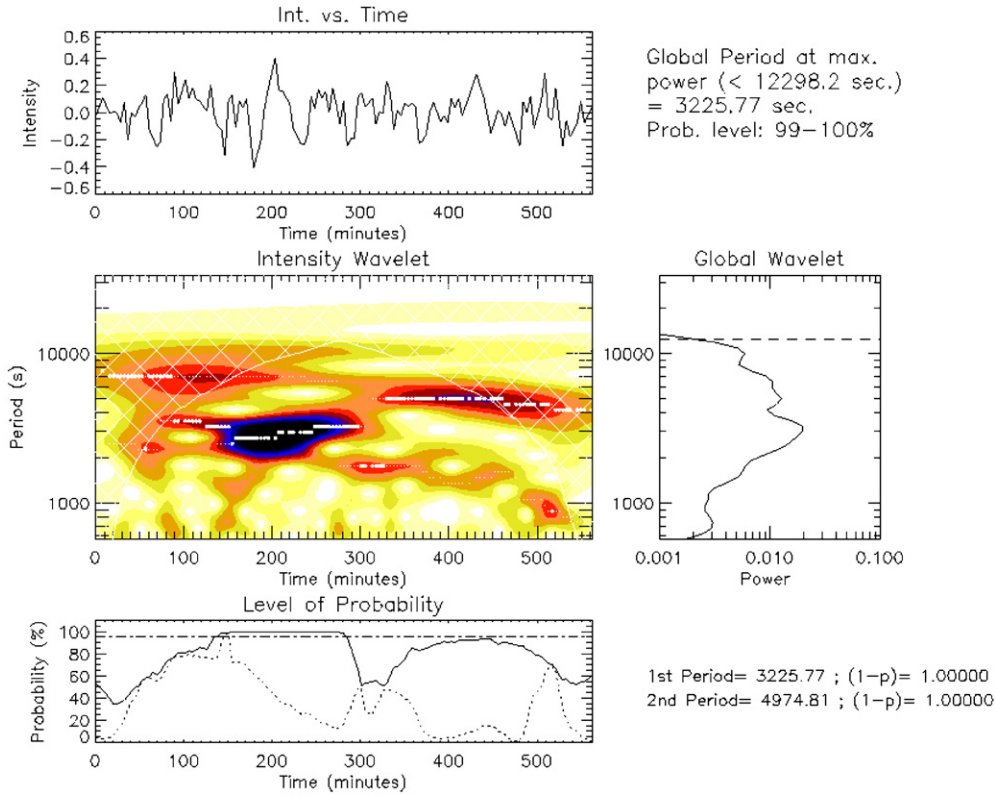 Int. vs. Time
0.6
0.4
0.2
0.0
-0.2
-0.4
-0.6
Intensity
0 100 200 300 400 500
Time (minutes)
Global Period at max.
power (< 12298.2 sec.)
= 3225.77 sec.
Prob. level: 99-100%
Intensity Wavelet
10000
1000
Period (s)
0 100 200 300 400 500
Time (minutes)
Global Wavelet
10000
1000
0.001 0.010 0.100
Power
Level of Probability
100
80
60
40
20
0
Probability (%)
0 100 200 300 400 500
Time (minutes)
1st Period= 3225.77 ; (1-p)= 1.00000
2nd Period= 4974.81 ; (1-p)= 1.00000